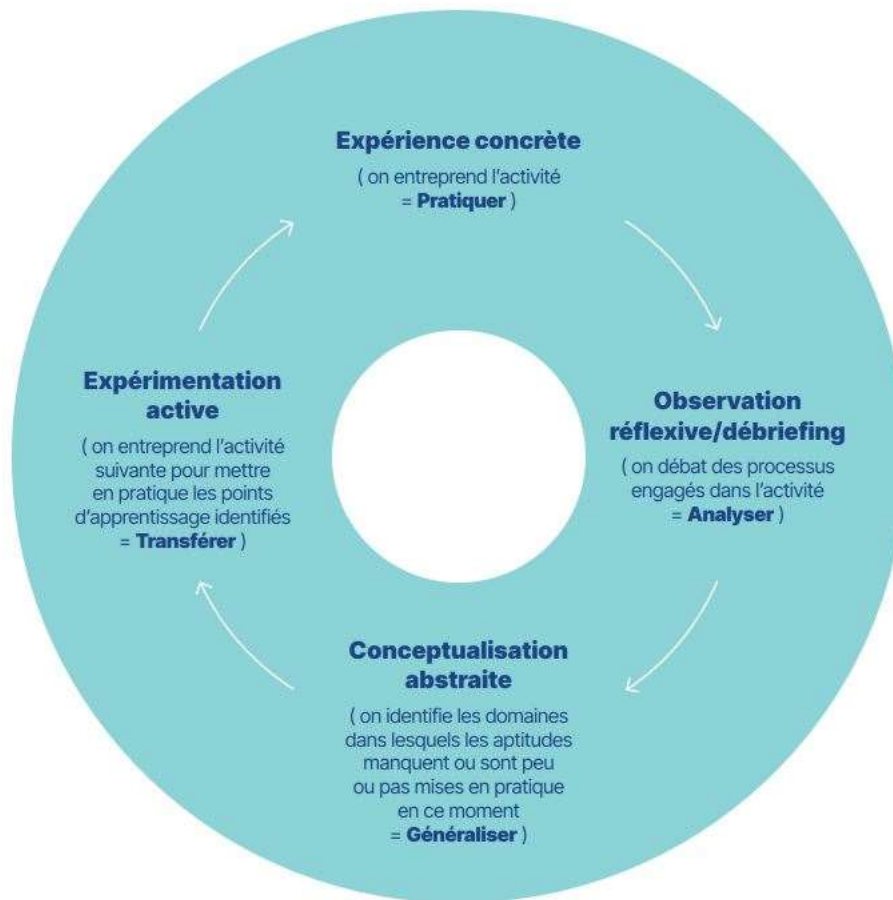 Expérience concrète
( on entreprend l’activité
= Pratiquer )
Observation
réflexive/débriefing
( on débat des processus
engagés dans l’activité
= Analyser )
Conceptualisation
abstraite
( on identifie les domaines
dans lesquels les aptitudes
manquent ou sont peu
ou pas mises en pratique
en ce moment
= Généraliser )
Expérimentation
active
( on entreprend l’activité
suivante pour mettre
en pratique les points
d’apprentissage identifiés
= Transférer )